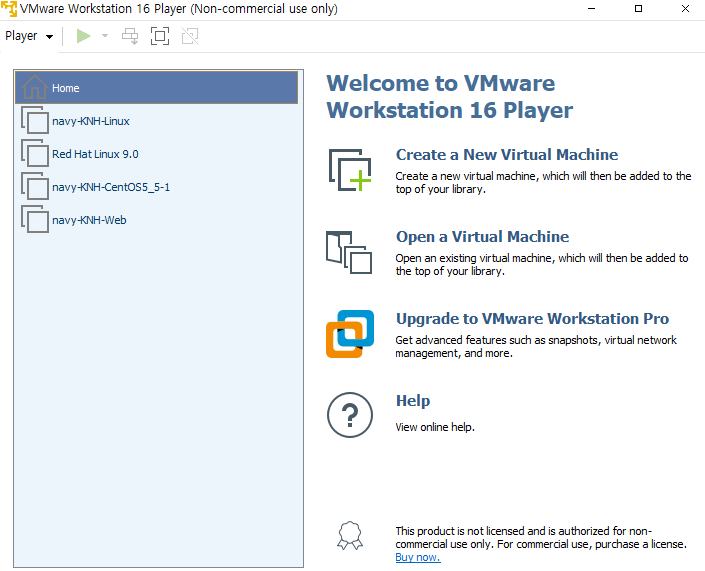 VMware Workstation 16 Player (Non-commercial use only)
Player
Home
navy-KNH-Linux
Red Hat Linux 9.0
navy-KNH-CentOS5_5-1
navy-KNH-Web
Welcome to VMware
Workstation 16 Player
Create a New Virtual Machine
Create a new virtual machine, which will then be added to the
top of your library.
Open a Virtual Machine
Open an existing virtual machine, which will then be added to
the top of your library.
Upgrade to VMware Workstation Pro
Get advanced features such as snapshots, virtual network
management, and more.
Help
View online help.
This product is not licensed and is authorized for non-
commercial use only. For commercial use, purchase a license.
Buy now.